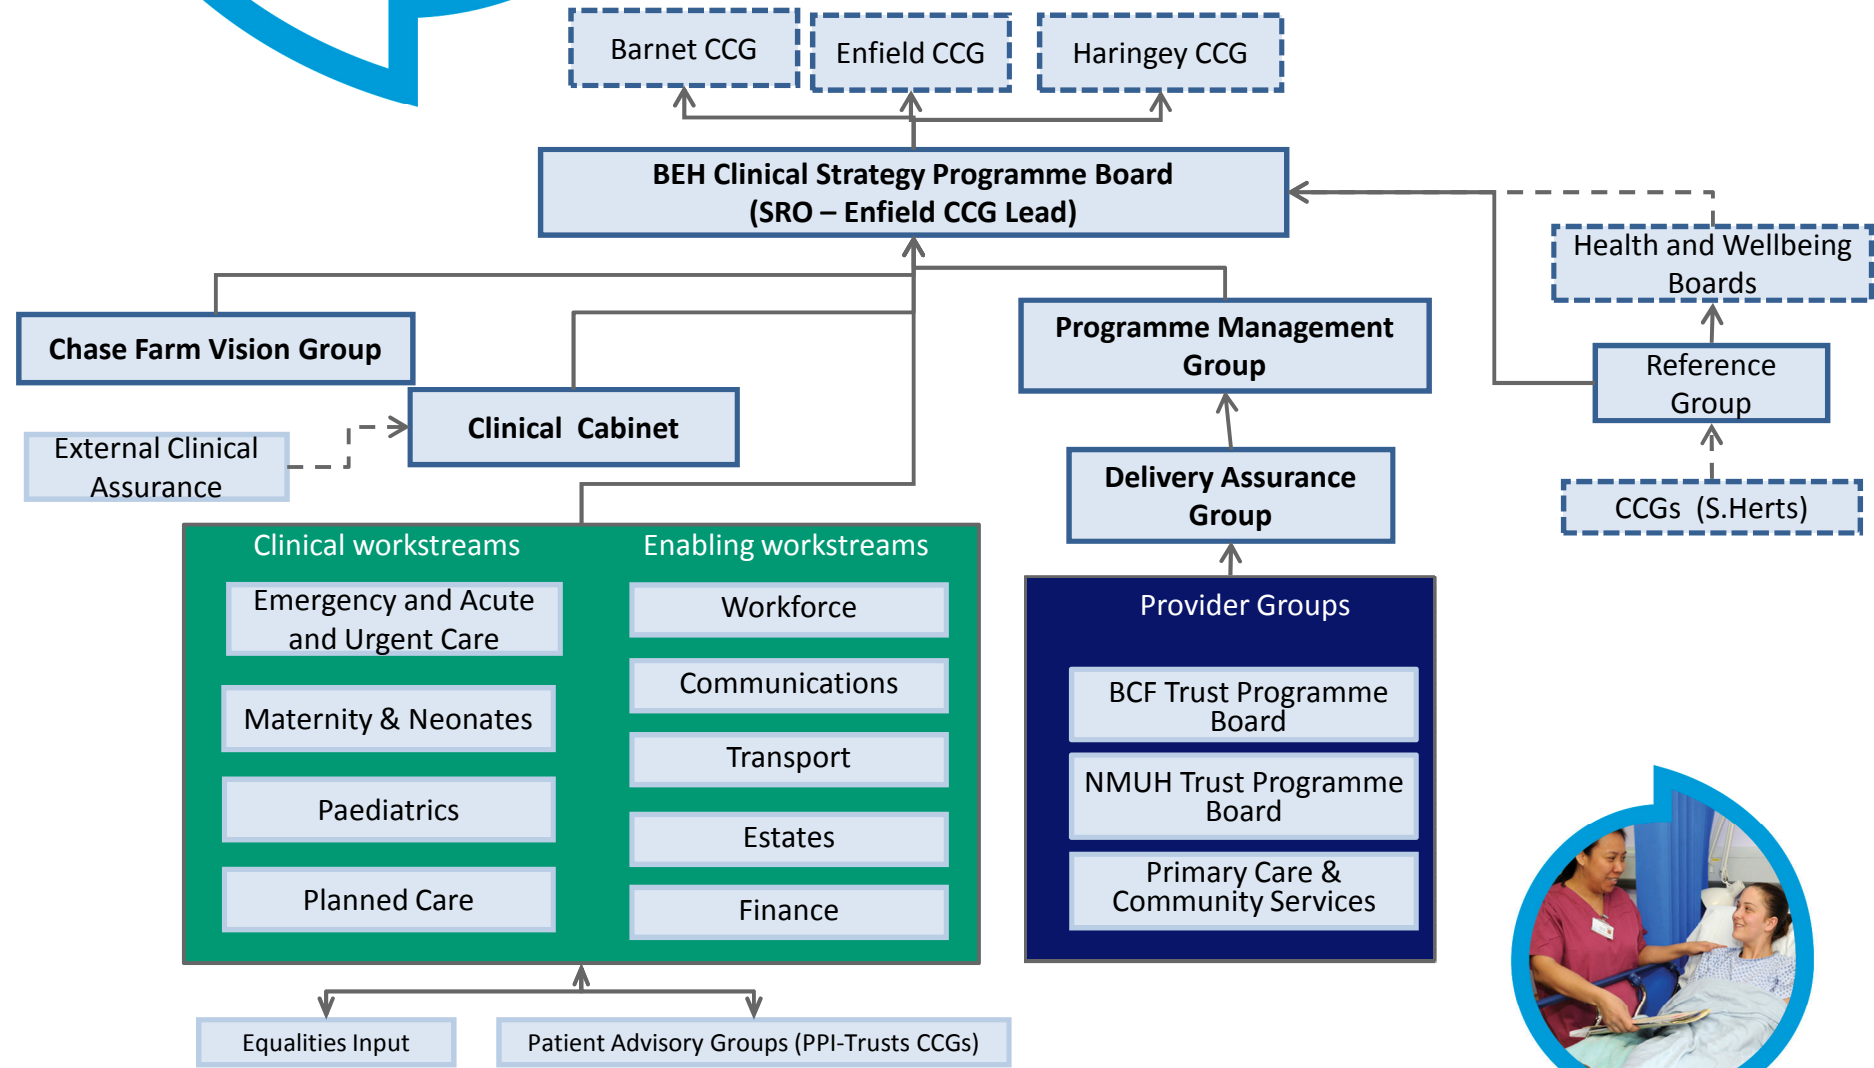 Barnet CCG
Enfield CCG
Haringey CCG
BEH Clinical Strategy Programme Board
(SRO – Enfield CCG Lead)
Health and Wellbeing
Boards
Chase Farm Vision Group
Programme Management
Group
Reference
Group
Clinical Cabinet
External Clinical
Assurance
Delivery Assurance
Group
CCGs (S.Herts)
Clinical workstreams
Emergency and Acute
and Urgent Care
Maternity & Neonates
Paediatrics
Planned Care
Enabling workstreams
Workforce
Communications
Transport
Estates
Finance
Provider Groups
BCF Trust Programme
Board
NMUH Trust Programme
Board
Primary Care &
Community Services
Equalities Input
Patient Advisory Groups (PPI-Trusts CCGs)